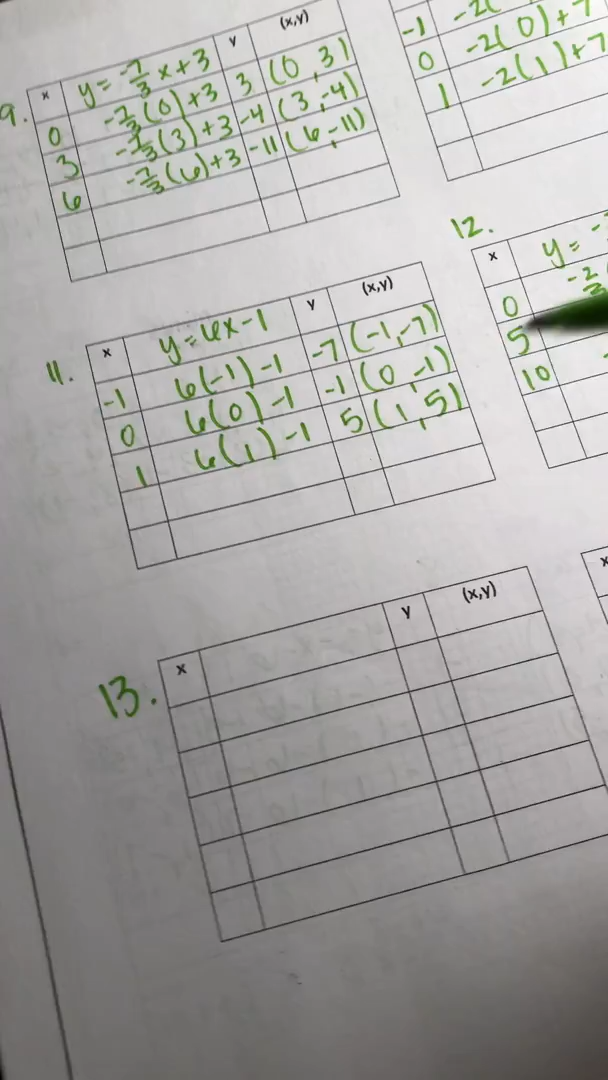 9.
x y = -7/3 x + 3 y (x,y)
0 -7/3(0)+3 3 (0,3)
3 -7/3(3)+3 -4 (3,-4)
6 -7/3(6)+3 -11 (6,-11)
-1 -2(
0 -2(0)+7
1 -2(1)+7
11.
x y=6x-1 y (x,y)
-1 6(-1)-1 -7 (-1,-7)
0 6(0)-1 -1 (0,-1)
1 6(1)-1 5 (1,5)
12.
x y= -
0 -2
5
10
13.
x y (x,y)
x